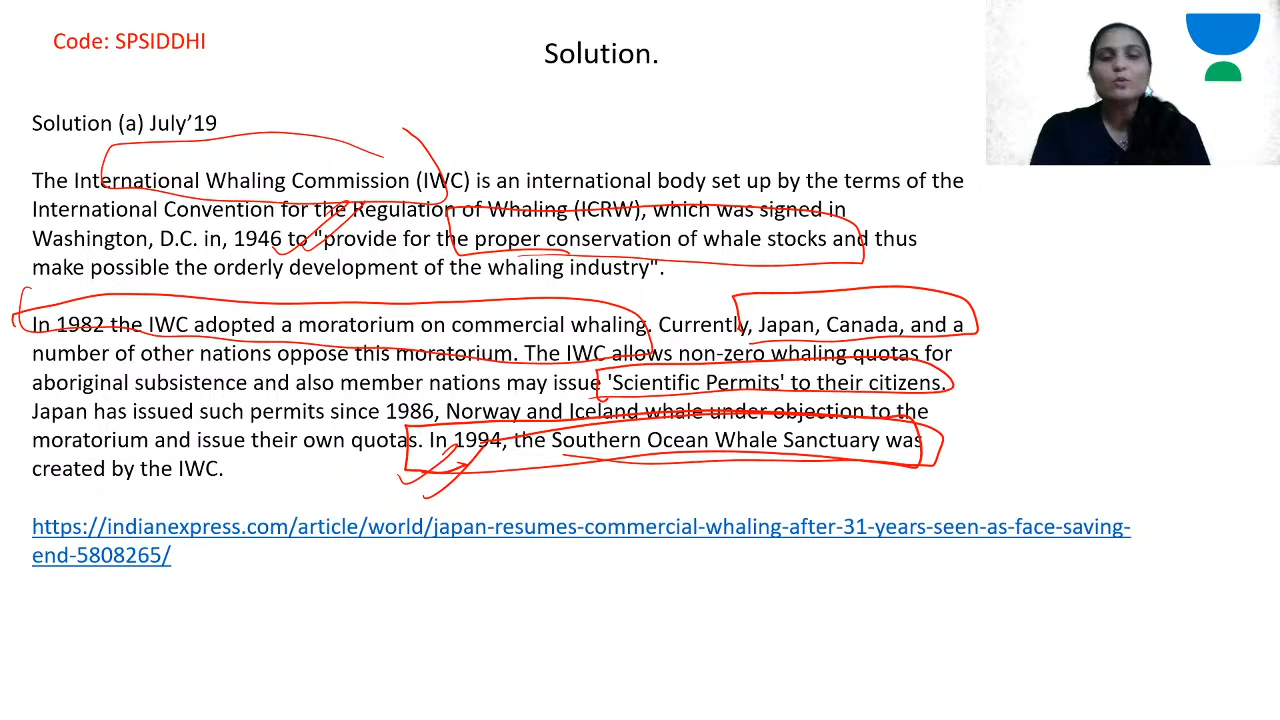 Code: SPSIDDHI
Solution.
Solution (a) July’19
The International Whaling Commission (IWC) is an international body set up by the terms of the
International Convention for the Regulation of Whaling (ICRW), which was signed in
Washington, D.C. in, 1946 to "provide for the proper conservation of whale stocks and thus
make possible the orderly development of the whaling industry".
In 1982 the IWC adopted a moratorium on commercial whaling. Currently, Japan, Canada, and a
number of other nations oppose this moratorium. The IWC allows non-zero whaling quotas for
aboriginal subsistence and also member nations may issue 'Scientific Permits' to their citizens.
Japan has issued such permits since 1986, Norway and Iceland whale under objection to the
moratorium and issue their own quotas. In 1994, the Southern Ocean Whale Sanctuary was
created by the IWC.
https://indianexpress.com/article/world/japan-resumes-commercial-whaling-after-31-years-seen-as-face-saving-
end-5808265/